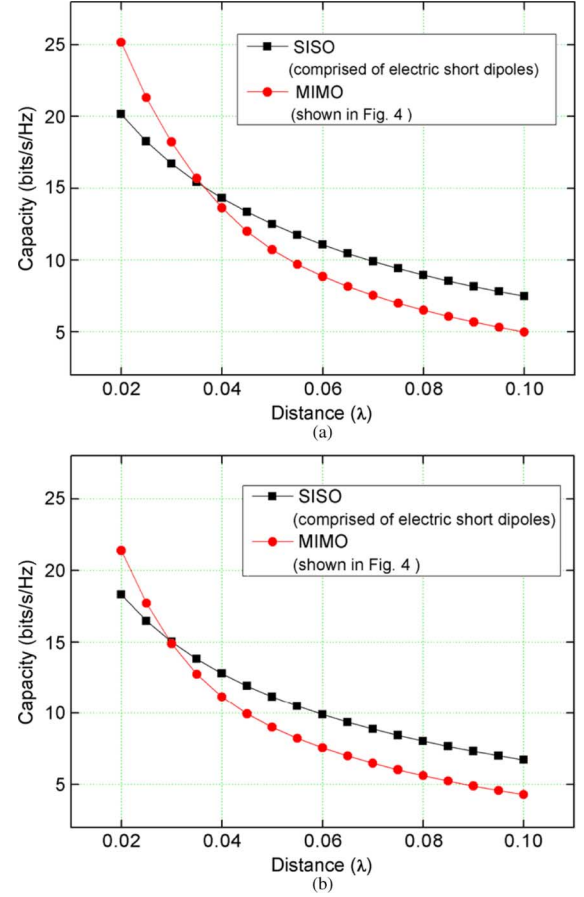 25
20
15
10
5
Capacity (bits/s/Hz)
SISO
(comprised of electric short dipoles)
MIMO
(shown in Fig. 4 )
0.02 0.04 0.06 0.08 0.10
Distance (λ)
(a)
25
20
15
10
5
Capacity (bits/s/Hz)
SISO
(comprised of electric short dipoles)
MIMO
(shown in Fig. 4 )
0.02 0.04 0.06 0.08 0.10
Distance (λ)
(b)